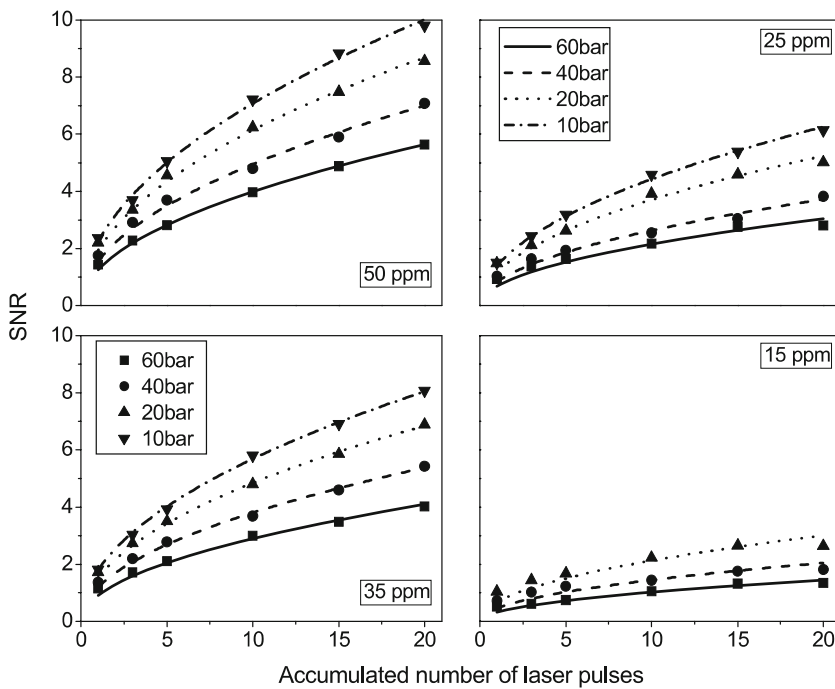 SNR
10
8
6
4
2
0
50 ppm
60bar
40bar
20bar
10bar
25 ppm
10
8
6
4
2
0
60bar
40bar
20bar
10bar
35 ppm
0 5 10 15 20
15 ppm
0 5 10 15 20
Accumulated number of laser pulses